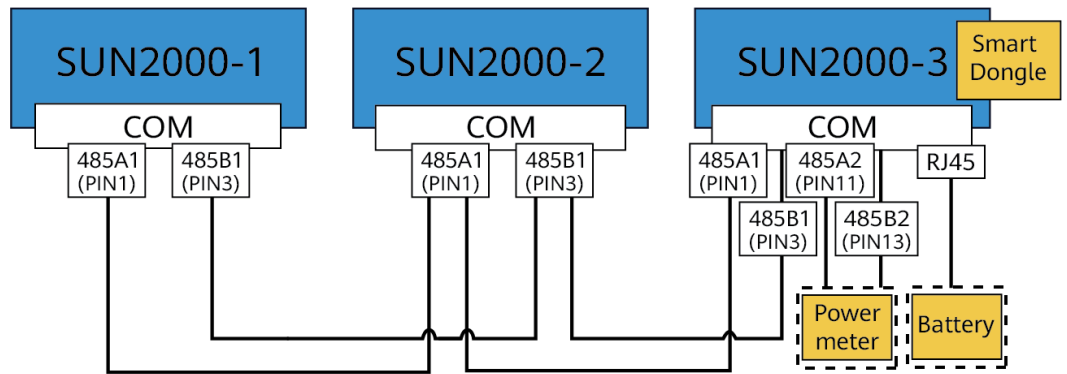 SUN2000-1
COM
485A1
(PIN1)
485B1
(PIN3)
SUN2000-2
COM
485A1
(PIN1)
485B1
(PIN3)
SUN2000-3
Smart
Dongle
COM
485A1
(PIN1)
485A2
(PIN11)
RJ45
485B1
(PIN3)
485B2
(PIN13)
Power
meter
Battery